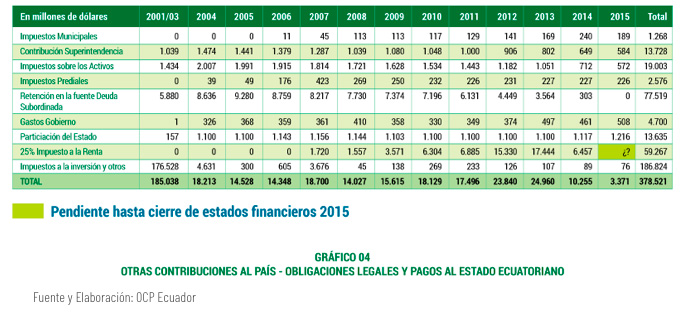 En millones de dólares 2001/03 2004 2005 2006 2007 2008 2009 2010 2011 2012 2013 2014 2015 Total
Impuestos Municipales 0 0 0 11 45 113 113 117 129 141 169 240 189 1.268
Contribución Superintendencia 1.039 1.474 1.441 1.379 1.287 1.039 1.080 1.048 1.000 906 802 649 584 13.728
Impuestos sobre los Activos 1.434 2.007 1.991 1.915 1.814 1.721 1.628 1.534 1.443 1.182 1.051 712 572 19.003
Impuestos Prediales 0 39 49 176 423 269 250 232 226 231 227 227 226 2.576
Retención en la fuente Deuda 5.880 8.636 9.280 8.759 8.217 7.730 7.374 7.196 6.131 4.449 3.564 303 0 77.519
Subordinada
Gastos Gobierno 1 326 368 359 361 410 358 330 349 374 497 461 508 4.700
Particiación del Estado 157 1.100 1.100 1.143 1.156 1.144 1.103 1.100 1.100 1.100 1.100 1.117 1.216 13.635
25% Impuesto a la Renta 0 0 0 0 1.720 1.557 3.571 6.304 6.885 15.330 17.444 6.457 ¿? 59.267
Impuestos a la inversión y otros 176.528 4.631 300 605 3.676 45 138 269 233 126 107 89 76 186.824
TOTAL 185.038 18.213 14.528 14.348 18.700 14.027 15.615 18.129 17.496 23.840 24.960 10.255 3.371 378.521
Pendiente hasta cierre de estados financieros 2015
GRÁFICO 04
OTRAS CONTRIBUCIONES AL PAÍS - OBLIGACIONES LEGALES Y PAGOS AL ESTADO ECUATORIANO
Fuente y Elaboración: OCP Ecuador